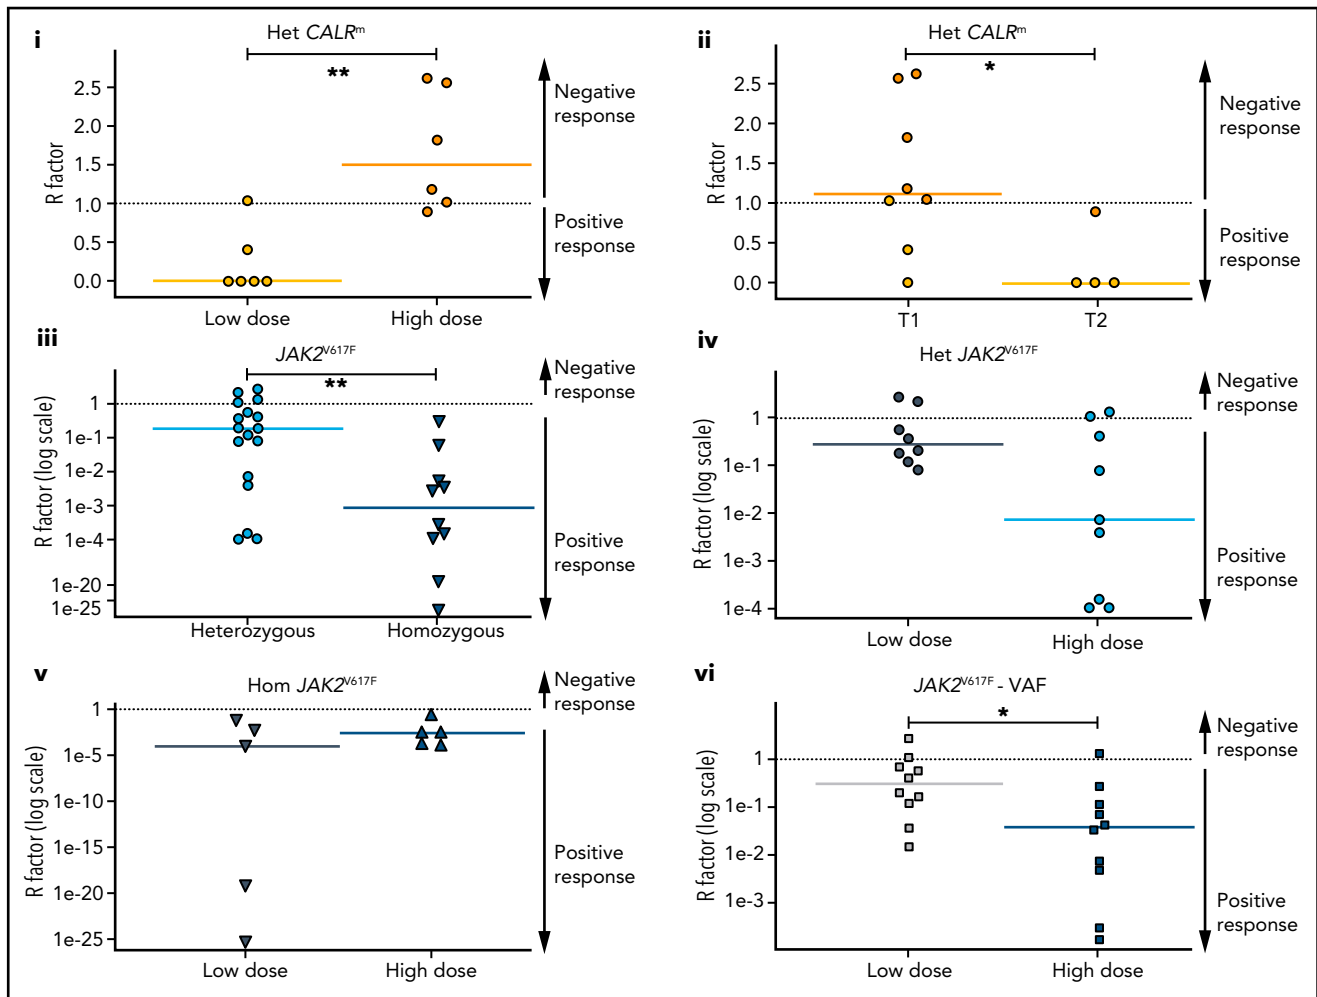 i
Het CALRᵐ
**
R factor
2.5
2.0
1.5
1.0
0.5
0.0
Low dose
High dose
Negative
response
Positive
response
ii
Het CALRᵐ
*
R factor
2.5
2.0
1.5
1.0
0.5
0.0
T1
T2
Negative
response
Positive
response
iii
JAK2ⱽ⁶¹⁷ᶠ
**
R factor (log scale)
1
1e-1
1e-2
1e-3
1e-4
1e-20
1e-25
Heterozygous
Homozygous
Negative
response
Positive
response
iv
Het JAK2ⱽ⁶¹⁷ᶠ
R factor (log scale)
1
1e-1
1e-2
1e-3
1e-4
Low dose
High dose
Negative
response
Positive
response
v
Hom JAK2ⱽ⁶¹⁷ᶠ
R factor (log scale)
1
1e-5
1e-10
1e-15
1e-20
1e-25
Low dose
High dose
Negative
response
Positive
response
vi
JAK2ⱽ⁶¹⁷ᶠ - VAF
*
R factor (log scale)
1
1e-1
1e-2
1e-3
Low dose
High dose
Negative
response
Positive
response